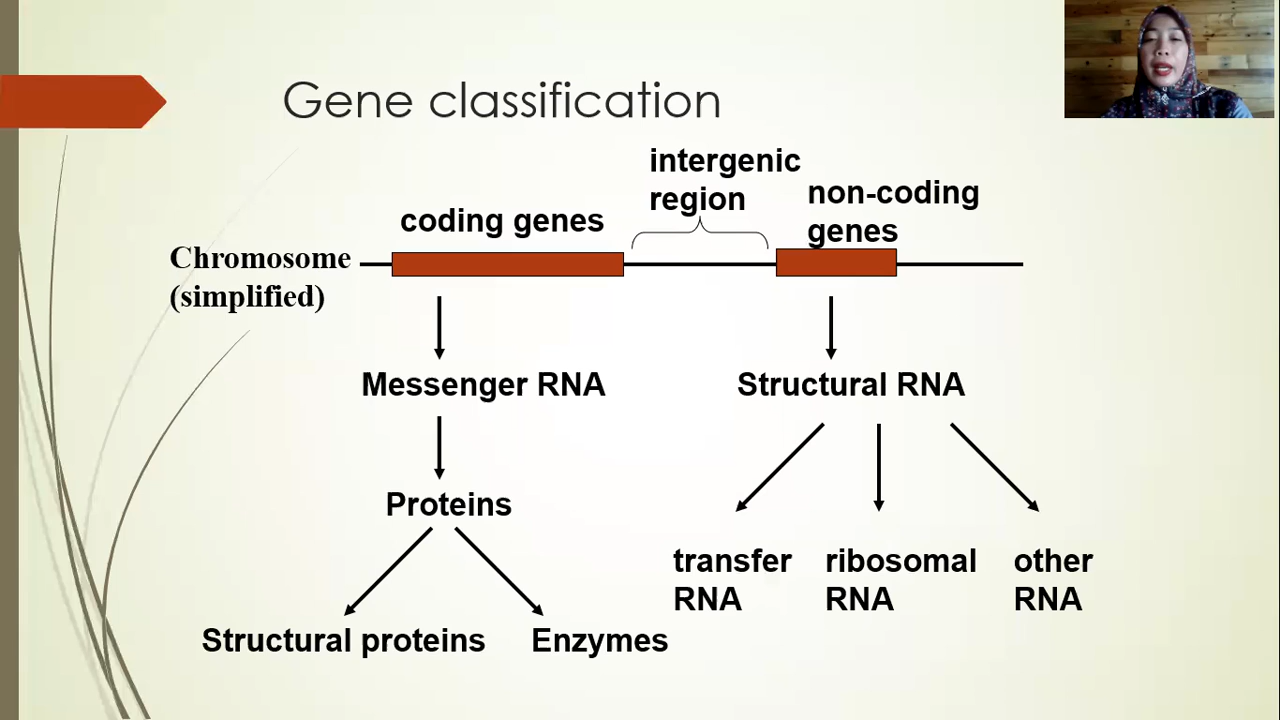 Gene classification
intergenic
region
non-coding
genes
coding genes
Chromosome
(simplified)
Messenger RNA
Structural RNA
Proteins
transfer
RNA
ribosomal
RNA
other
RNA
Structural proteins
Enzymes